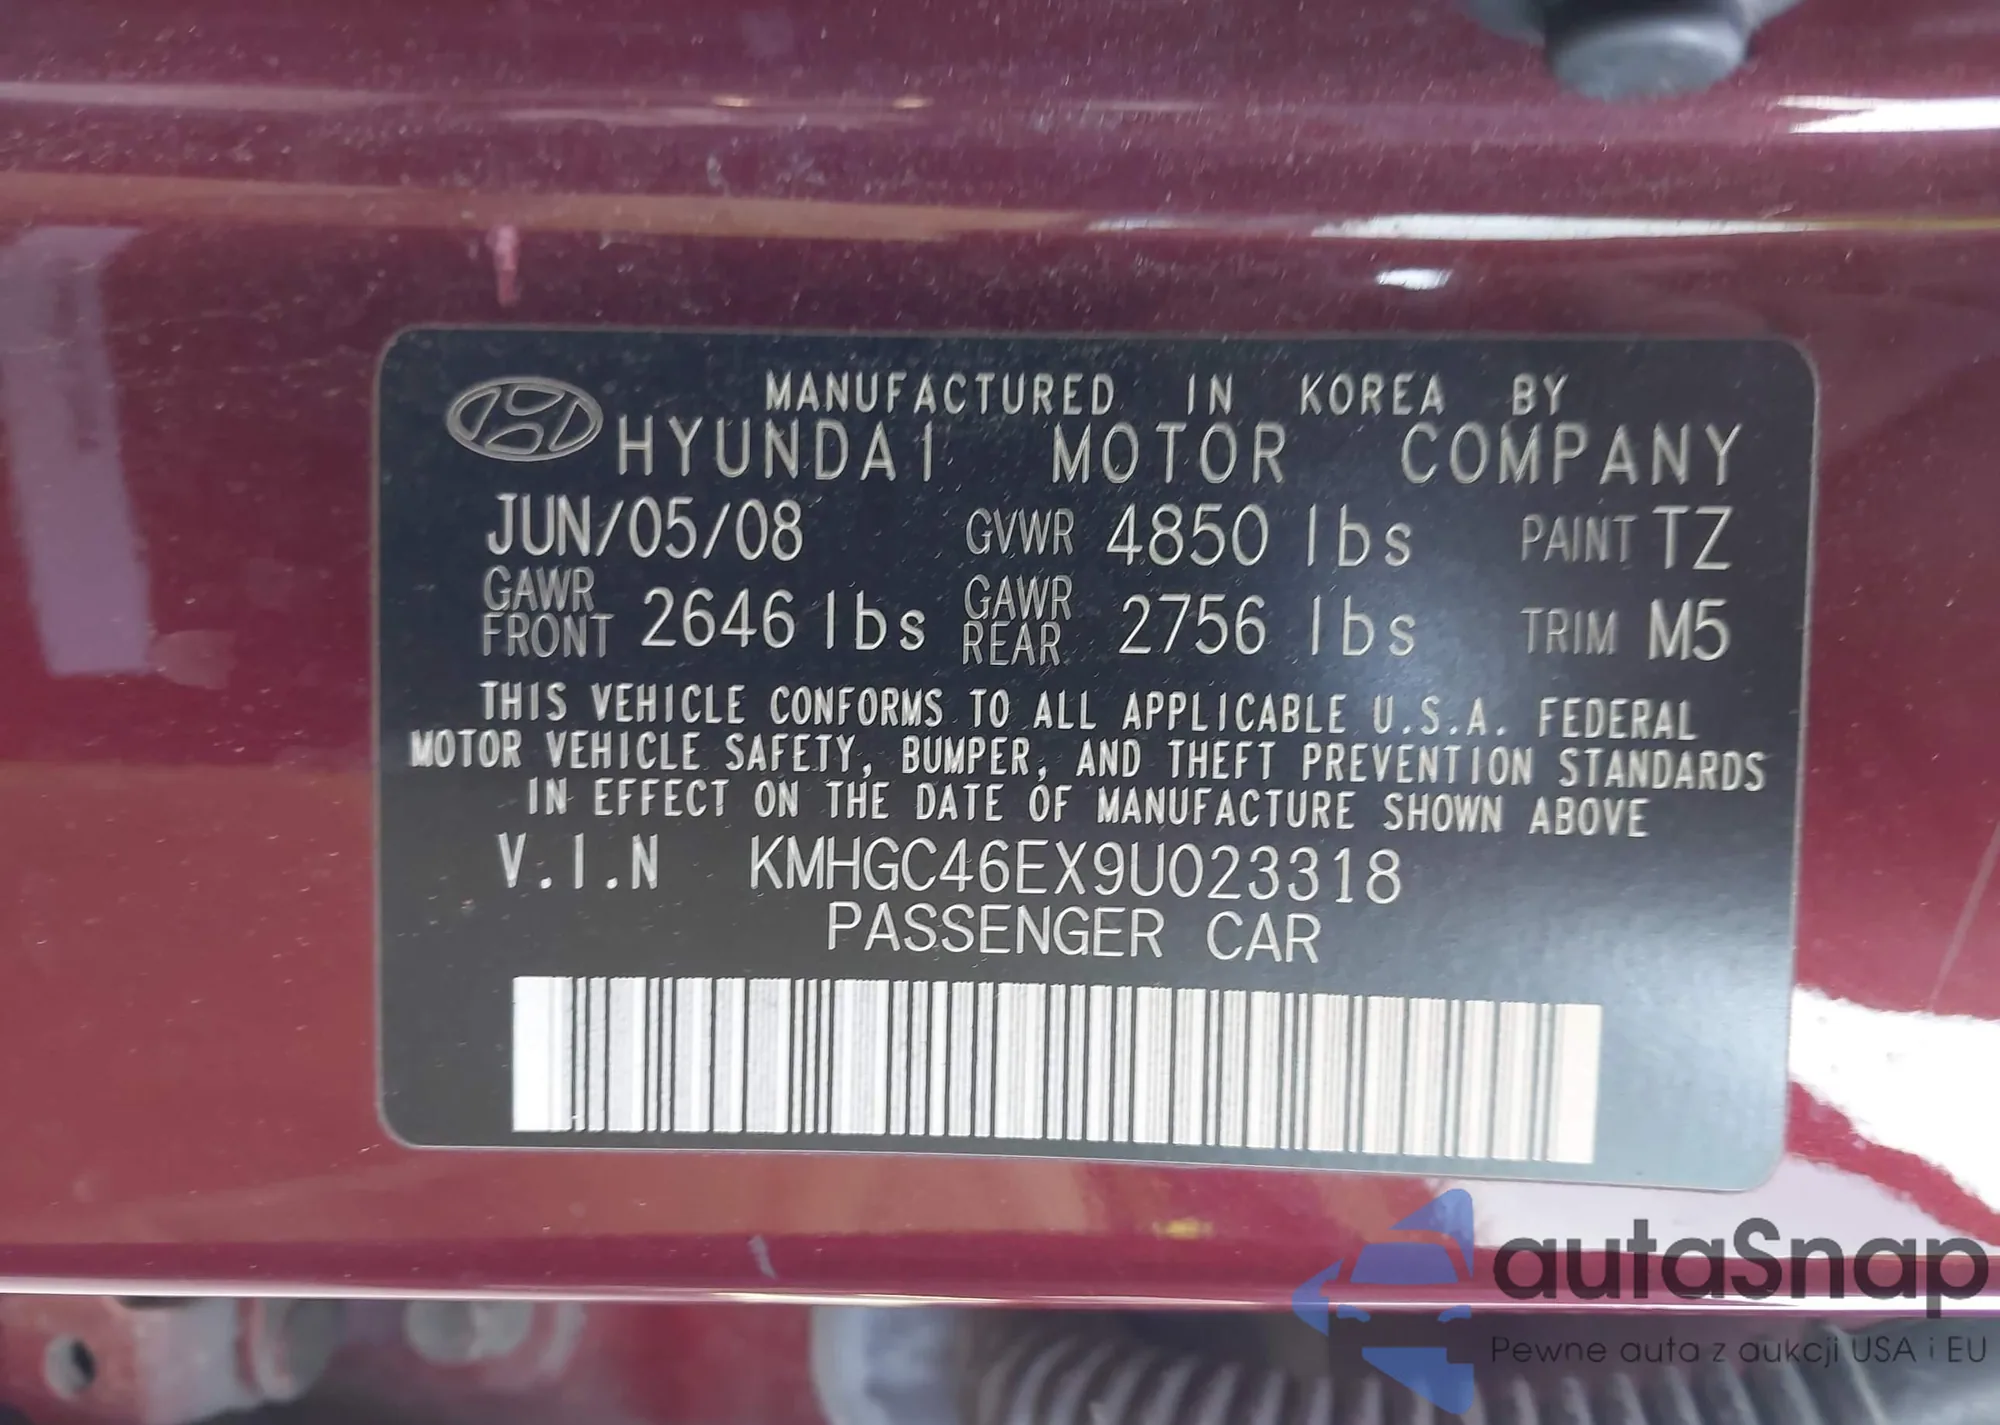 MANUFACTURED IN KOREA BY
HYUNDAI MOTOR COMPANY
JUN/05/08 GVWR 4850 lbs PAINT TZ
GAWR FRONT 2646 lbs GAWR REAR 2756 lbs TRIM M5
THIS VEHICLE CONFORMS TO ALL APPLICABLE U.S.A. FEDERAL
MOTOR VEHICLE SAFETY, BUMPER, AND THEFT PREVENTION STANDARDS
IN EFFECT ON THE DATE OF MANUFACTURE SHOWN ABOVE
V.I.N KMHGC46EX9U023318
PASSENGER CAR
autaSnap
Pewne auta z aukcji USA i EU